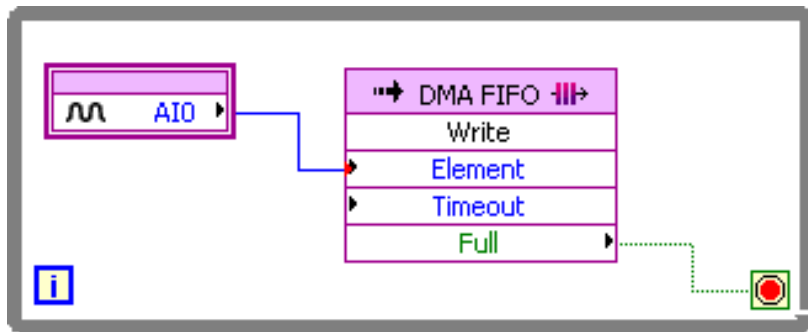 AI0
DMA FIFO
Write
Element
Timeout
Full
i